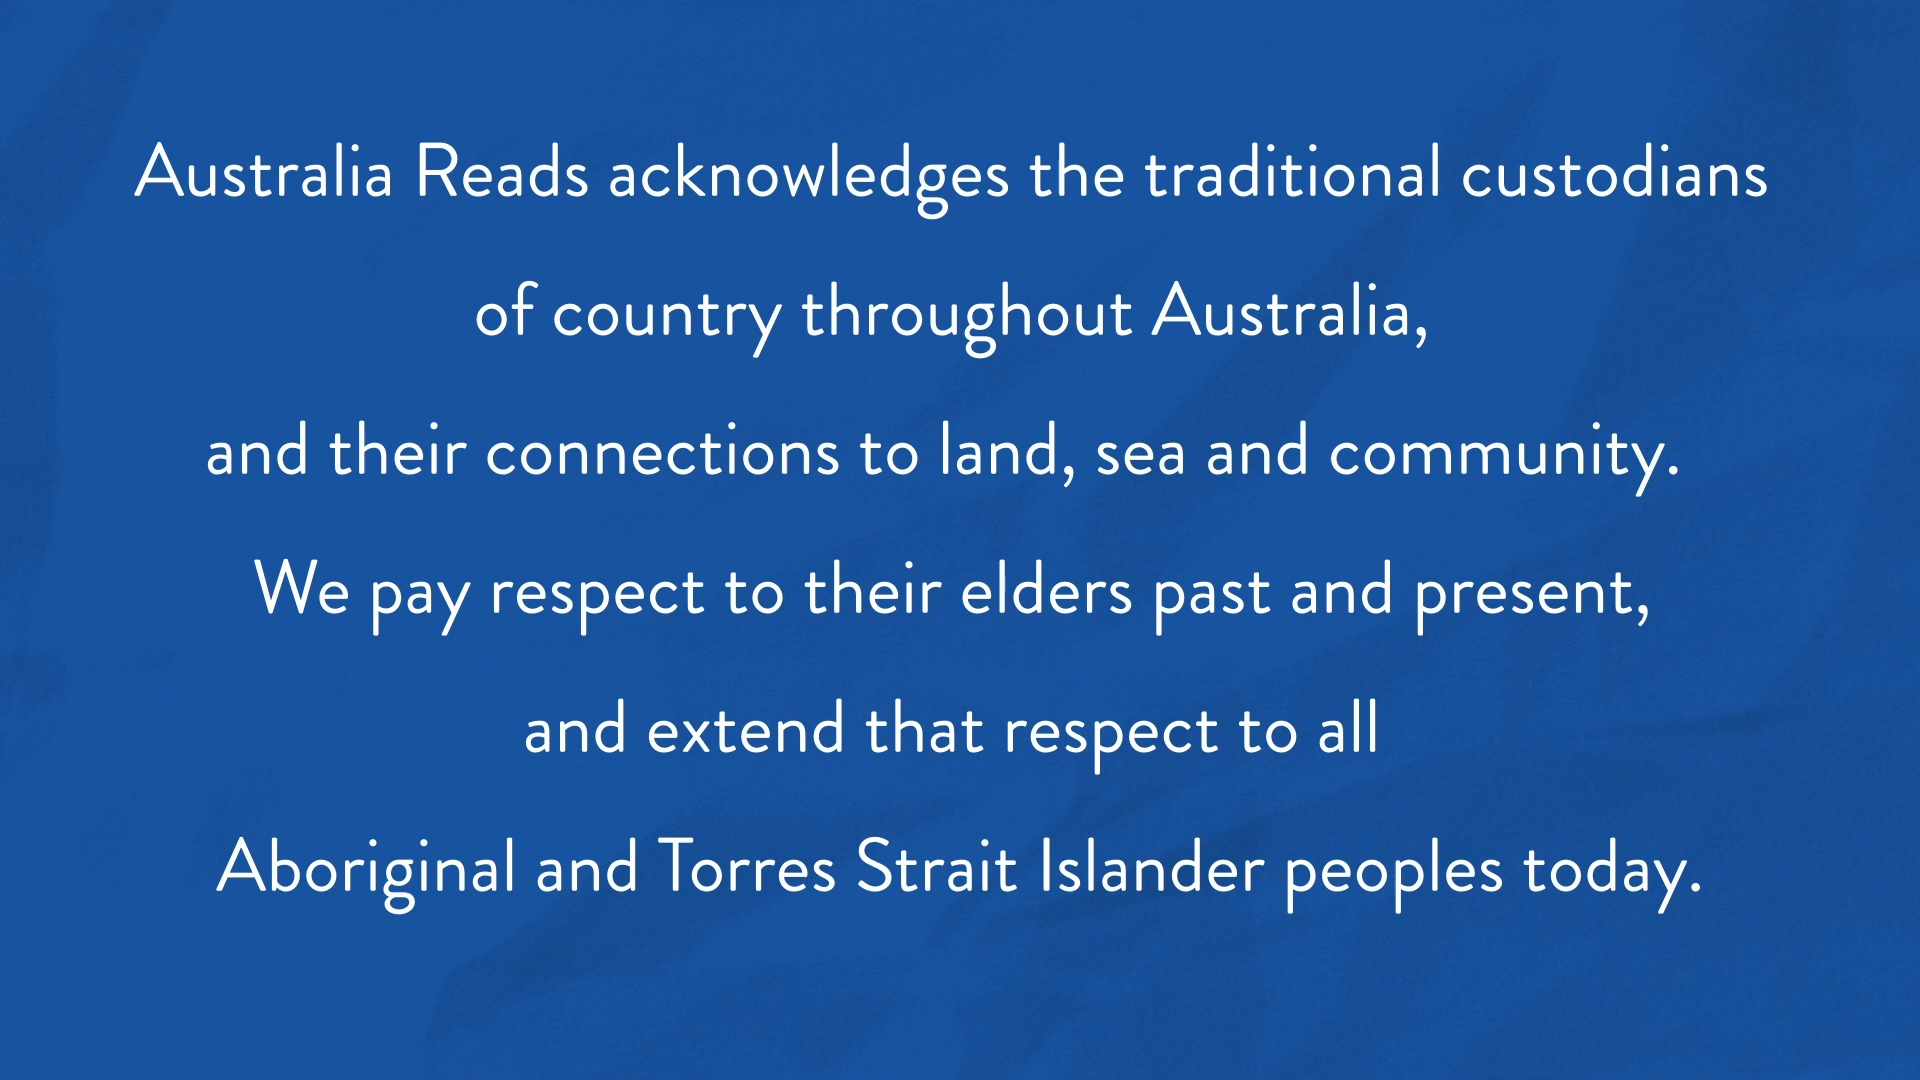 Australia Reads acknowledges the traditional custodians
of country throughout Australia,
and their connections to land, sea and community.
We pay respect to their elders past and present,
and extend that respect to all
Aboriginal and Torres Strait Islander peoples today.